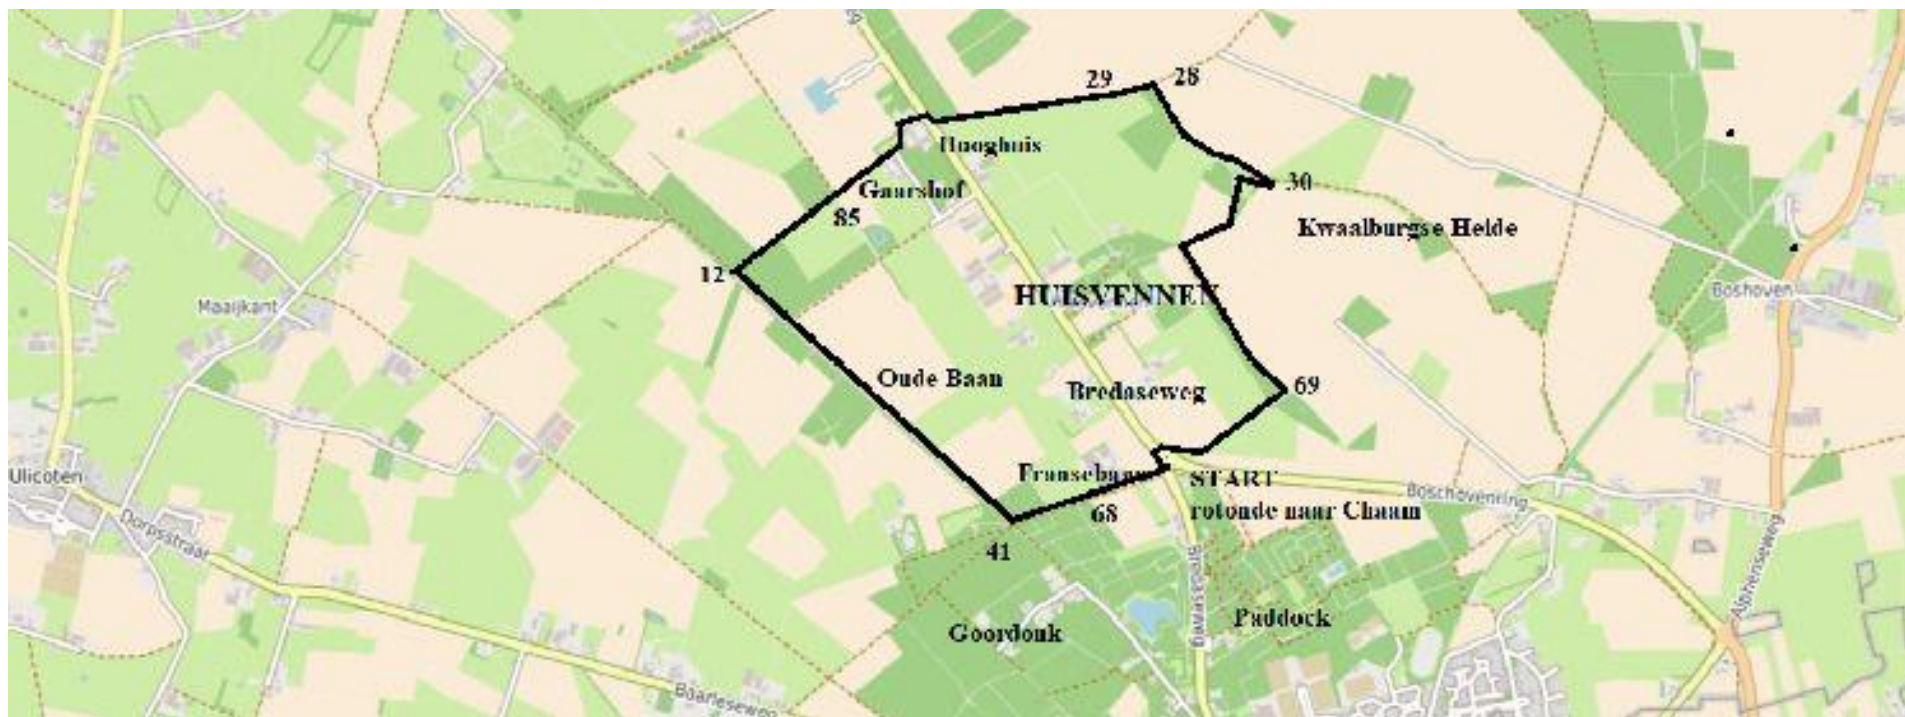 29
28
Hooghuis
Gaarshof
30
85
Kwaalburgse Heide
12
HUISVENNEN
Maaijkant
Boshoven
Oude Baan
Bredaseweg
69
Fransebaan
START
rotonde naar Chaam
Ulicoten
Dorpsstraat
68
Boschovenring
41
Bredaseweg
Alphenseweg
Goordonk
Paddock
Baarleseweg